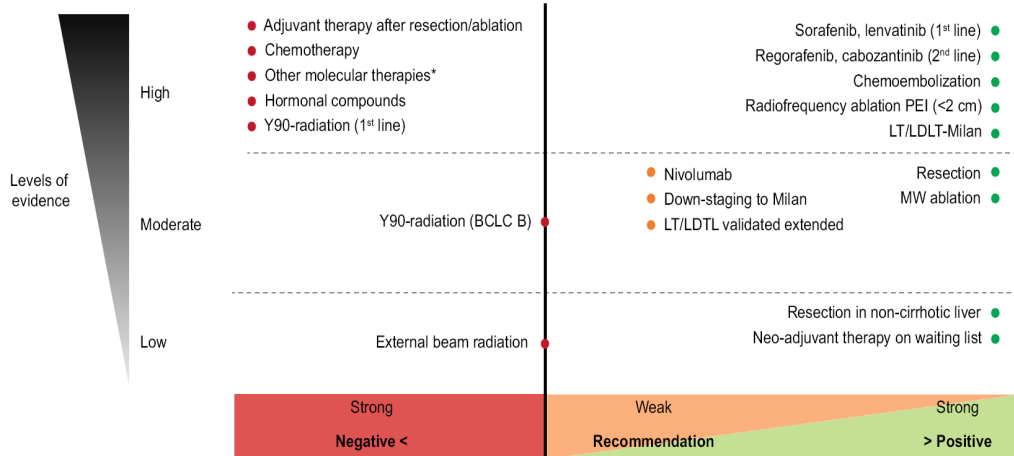 Levels of
evidence
High
Moderate
Low
Adjuvant therapy after resection/ablation
Chemotherapy
Other molecular therapies*
Hormonal compounds
Y90-radiation (1st line)
Sorafenib, lenvatinib (1st line)
Regorafenib, cabozantinib (2nd line)
Chemoembolization
Radiofrequency ablation PEI (<2 cm)
LT/LDLT-Milan
Y90-radiation (BCLC B)
Nivolumab
Down-staging to Milan
LT/LDTL validated extended
Resection
MW ablation
External beam radiation
Resection in non-cirrhotic liver
Neo-adjuvant therapy on waiting list
Strong
Weak
Strong
Negative <
Recommendation
> Positive